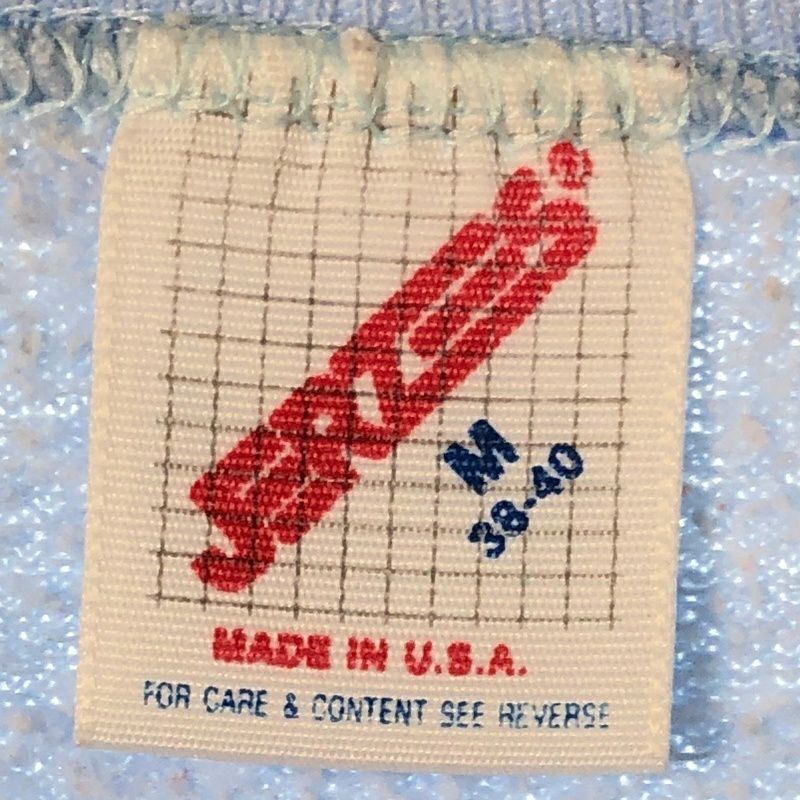 JERZEES
M
38-40
MADE IN U.S.A.
FOR CARE & CONTENT SEE REVERSE